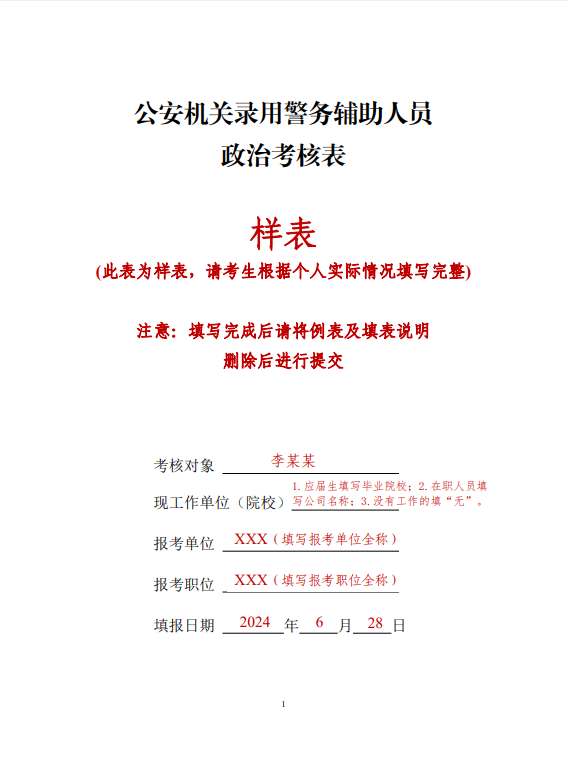 公安机关录用警务辅助人员
政治考核表
样表
(此表为样表，请考生根据个人实际情况填写完整)
注意：填写完成后请将例表及填表说明
删除后进行提交
考核对象 李某某
1.应届生填写毕业院校；2.在职人员填
现工作单位（院校）写公司名称；3.没有工作的填“无”。
报考单位 XXX（填写报考单位全称）
报考职位 XXX（填写报考职位全称）
填报日期 2024 年 6 月 28 日
1